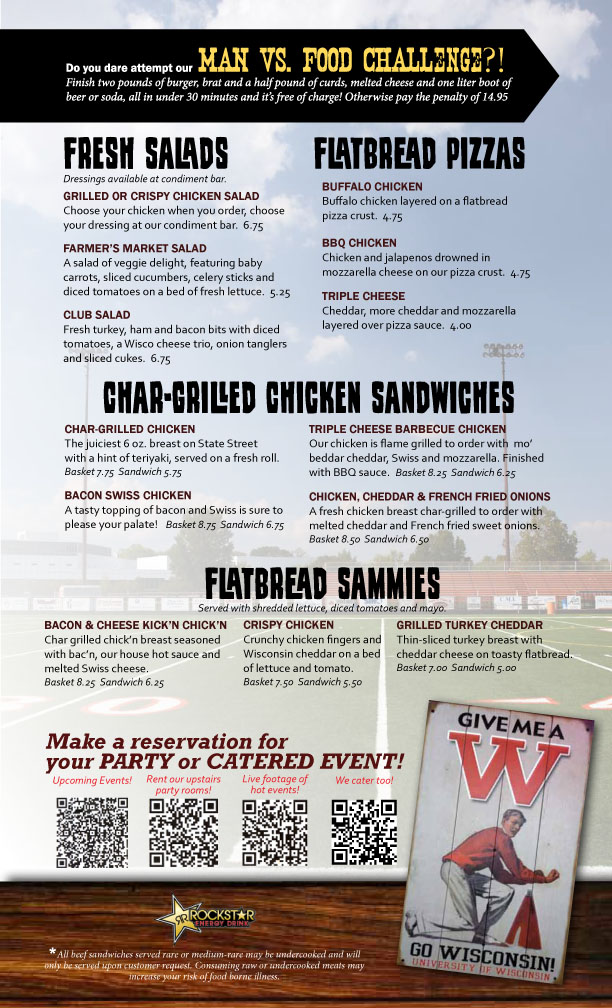 Do you dare attempt our MAN VS. FOOD CHALLENGE?!
Finish two pounds of burger, brat and a half pound of curds, melted cheese and one liter boot of
beer or soda, all in under 30 minutes and it's free of charge! Otherwise pay the penalty of 14.95
FRESH SALADS
Dressings available at condiment bar.
GRILLED OR CRISPY CHICKEN SALAD
Choose your chicken when you order, choose
your dressing at our condiment bar. 6.75
FARMER'S MARKET SALAD
A salad of veggie delight, featuring baby
carrots, sliced cucumbers, celery sticks and
diced tomatoes on a bed of fresh lettuce. 5.25
CLUB SALAD
Fresh turkey, ham and bacon bits with diced
tomatoes, a Wisco cheese trio, onion tanglers
and sliced cukes. 6.75
FLATBREAD PIZZAS
BUFFALO CHICKEN
Buffalo chicken layered on a flatbread
pizza crust. 4.75
BBQ CHICKEN
Chicken and jalapenos drowned in
mozzarella cheese on our pizza crust. 4.75
TRIPLE CHEESE
Cheddar, more cheddar and mozzarella
layered over pizza sauce. 4.00
CHAR-GRILLED CHICKEN SANDWICHES
CHAR-GRILLED CHICKEN
The juiciest 6 oz. breast on State Street
with a hint of teriyaki, served on a fresh roll.
Basket 7.75 Sandwich 5.75
BACON SWISS CHICKEN
A tasty topping of bacon and Swiss is sure to
please your palate! Basket 8.75 Sandwich 6.75
TRIPLE CHEESE BARBECUE CHICKEN
Our chicken is flame grilled to order with mo'
beddar cheddar, Swiss and mozzarella. Finished
with BBQ sauce. Basket 8.25 Sandwich 6.25
CHICKEN, CHEDDAR & FRENCH FRIED ONIONS
A fresh chicken breast char-grilled to order with
melted cheddar and French fried sweet onions.
Basket 8.50 Sandwich 6.50
FLATBREAD SAMMIES
Served with shredded lettuce, diced tomatoes and mayo.
BACON & CHEESE KICK'N CHICK'N
Char grilled chick'n breast seasoned
with bac'n, our house hot sauce and
melted Swiss cheese.
Basket 8.25 Sandwich 6.25
CRISPY CHICKEN
Crunchy chicken fingers and
Wisconsin cheddar on a bed
of lettuce and tomato.
Basket 7.50 Sandwich 5.50
GRILLED TURKEY CHEDDAR
Thin-sliced turkey breast with
cheddar cheese on toasty flatbread.
Basket 7.00 Sandwich 5.00
Make a reservation for
your PARTY or CATERED EVENT!
Upcoming Events!
Rent our upstairs
party rooms!
Live footage of
hot events!
We cater too!
GIVE ME A
W
GO WISCONSIN!
UNIVERSITY OF WISCONSIN
ROCKSTAR
ENERGY DRINK
*All beef sandwiches served rare or medium-rare may be undercooked and will
only be served upon customer request. Consuming raw or undercooked meats may
increase your risk of food borne illness.